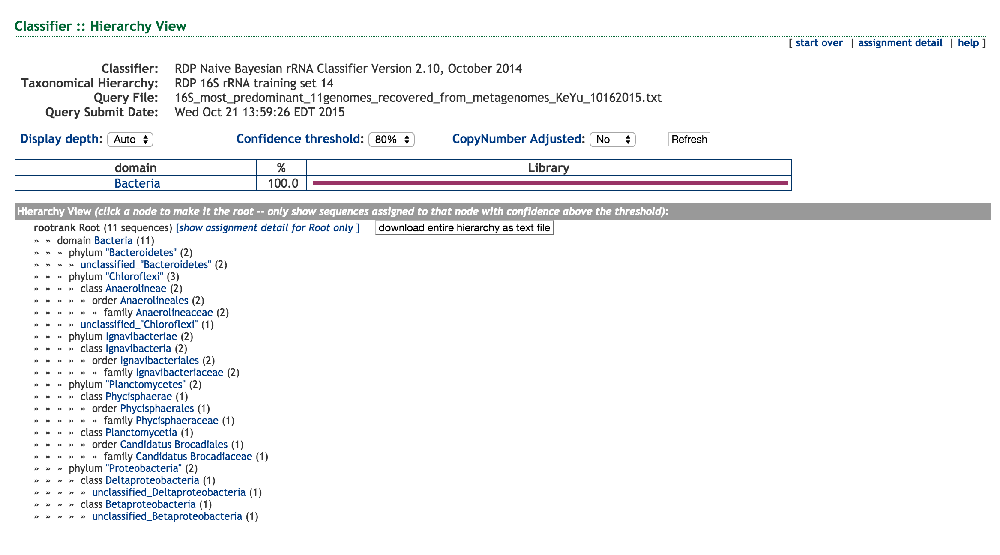 Classifier :: Hierarchy View
[ start over | assignment detail | help ]
Classifier: RDP Naive Bayesian rRNA Classifier Version 2.10, October 2014
Taxonomical Hierarchy: RDP 16S rRNA training set 14
Query File: 16S_most_predominant_11genomes_recovered_from_metagenomes_KeYu_10162015.txt
Query Submit Date: Wed Oct 21 13:59:26 EDT 2015
Display depth: Auto Confidence threshold: 80% CopyNumber Adjusted: No Refresh
domain % Library
Bacteria 100.0
Hierarchy View (click a node to make it the root -- only show sequences assigned to that node with confidence above the threshold):
rootrank Root (11 sequences) [show assignment detail for Root only ] download entire hierarchy as text file
» » domain Bacteria (11)
» » » phylum "Bacteroidetes" (2)
» » » » unclassified_"Bacteroidetes" (2)
» » » phylum "Chloroflexi" (3)
» » » » class Anaerolineae (2)
» » » » » order Anaerolineales (2)
» » » » » » family Anaerolineaceae (2)
» » » » unclassified_"Chloroflexi" (1)
» » » phylum Ignavibacteriae (2)
» » » » class Ignavibacteria (2)
» » » » » order Ignavibacteriales (2)
» » » » » » family Ignavibacteriaceae (2)
» » » phylum "Planctomycetes" (2)
» » » » class Phycisphaerae (1)
» » » » » order Phycisphaerales (1)
» » » » » » family Phycisphaeraceae (1)
» » » » class Planctomycetia (1)
» » » » » order Candidatus Brocadiales (1)
» » » » » » family Candidatus Brocadiaceae (1)
» » » phylum "Proteobacteria" (2)
» » » » class Deltaproteobacteria (1)
» » » » » unclassified_Deltaproteobacteria (1)
» » » » class Betaproteobacteria (1)
» » » » » unclassified_Betaproteobacteria (1)